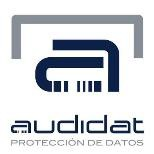 audidat
PROTECCIÓN DE DATOS